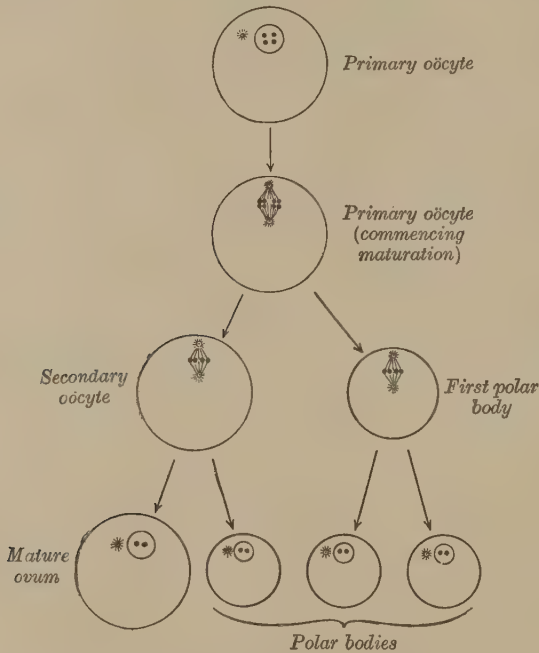 Primary oöcyte
Primary oöcyte
(commencing
maturation)
Secondary
oöcyte
First polar
body
Mature
ovum
Polar bodies